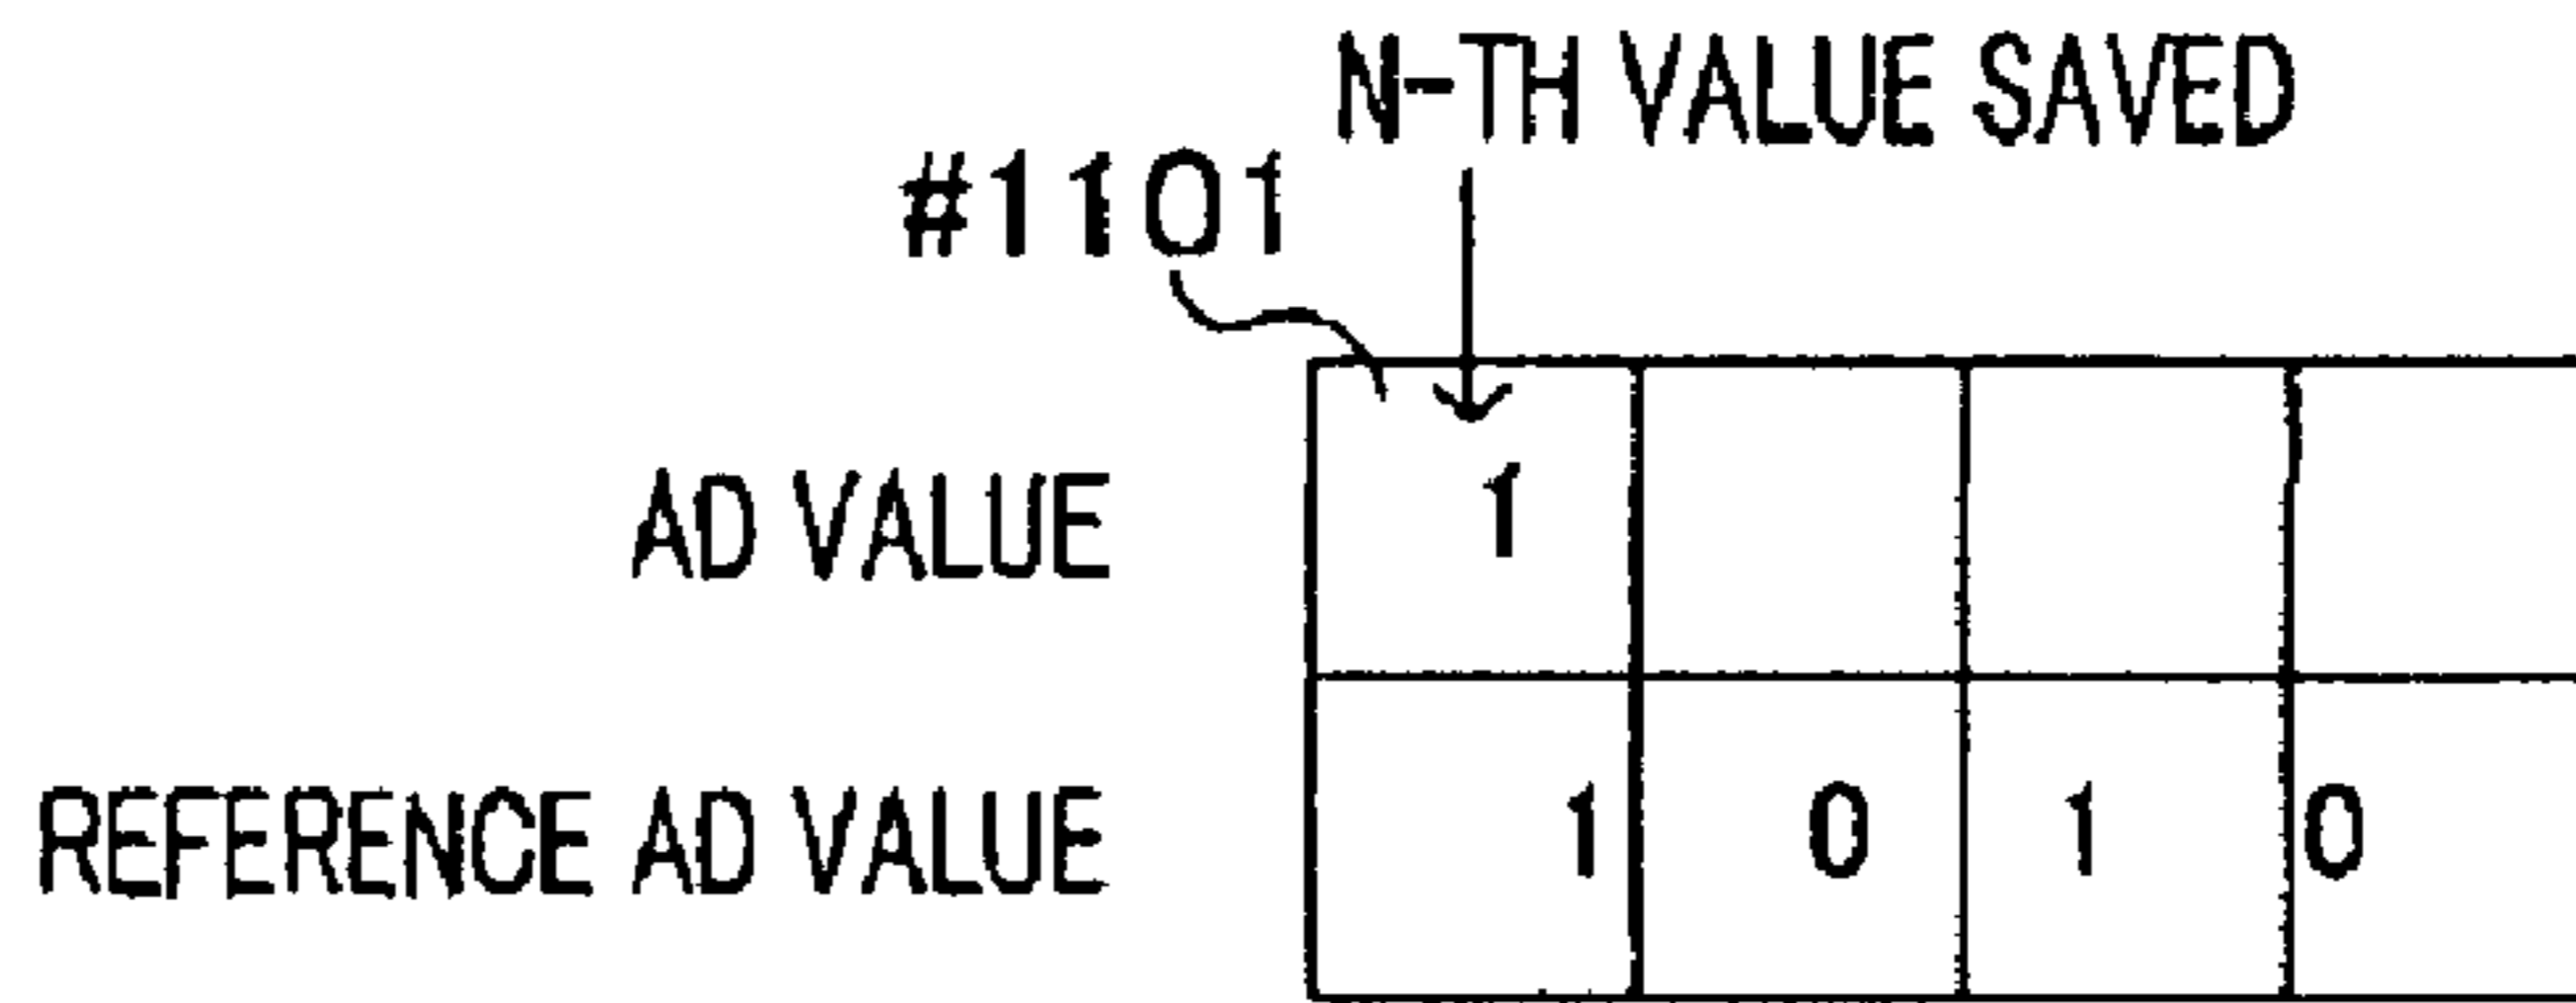 N-TH VALUE SAVED
#1101
AD VALUE 1
REFERENCE AD VALUE 1 0 1 0